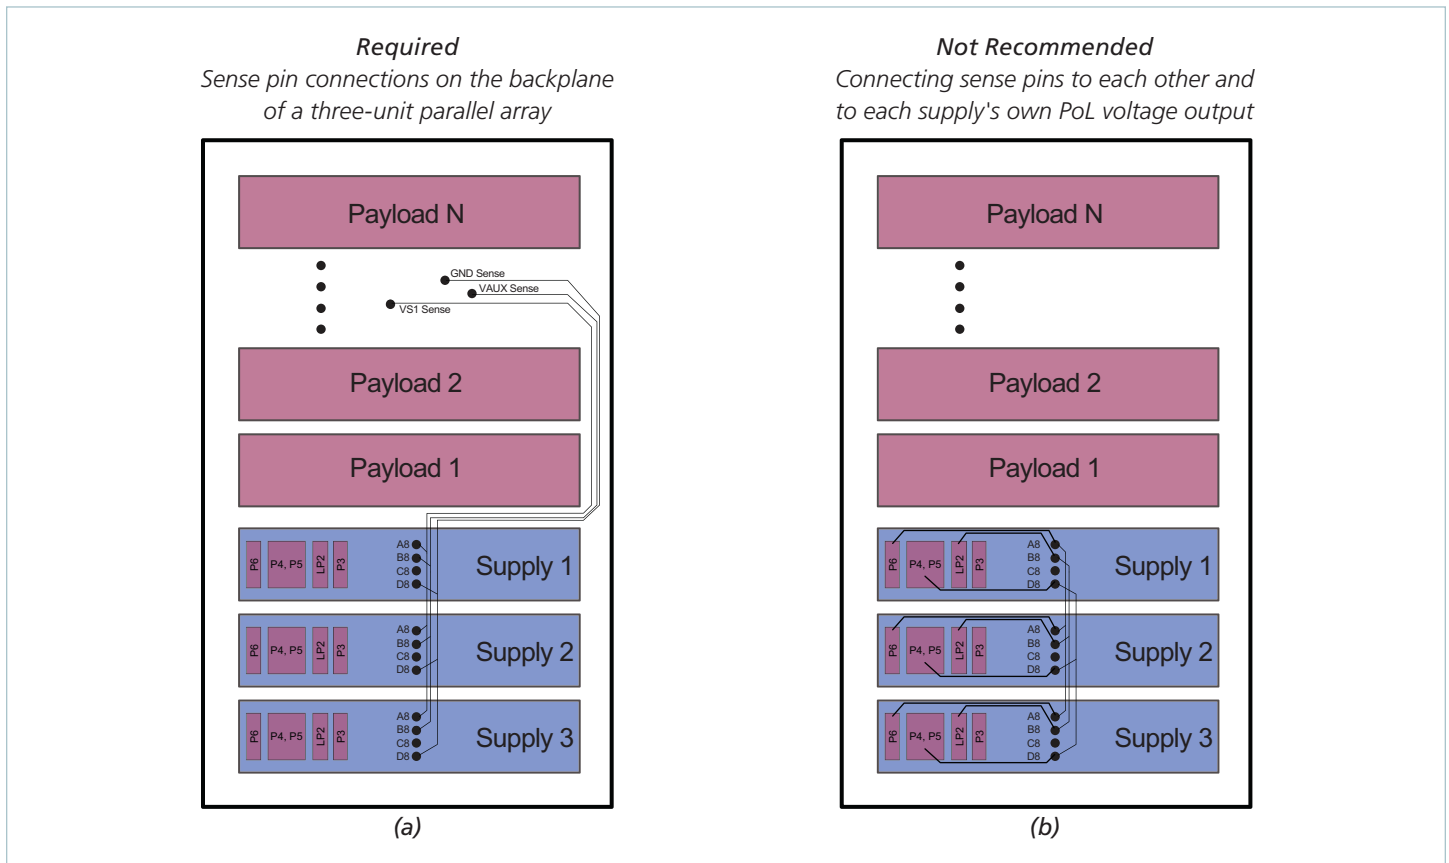 Required
Sense pin connections on the backplane
of a three-unit parallel array
Payload N
GND Sense
VAUX Sense
VS1 Sense
Payload 2
Payload 1
P6
P4, P5
LP2
P3
A8
B8
C8
D8
Supply 1
P6
P4, P5
LP2
P3
A8
B8
C8
D8
Supply 2
P6
P4, P5
LP2
P3
A8
B8
C8
D8
Supply 3
(a)
Not Recommended
Connecting sense pins to each other and
to each supply's own PoL voltage output
Payload N
Payload 2
Payload 1
P6
P4, P5
LP2
P3
A8
B8
C8
D8
Supply 1
P6
P4, P5
LP2
P3
A8
B8
C8
D8
Supply 2
P6
P4, P5
LP2
P3
A8
B8
C8
D8
Supply 3
(b)